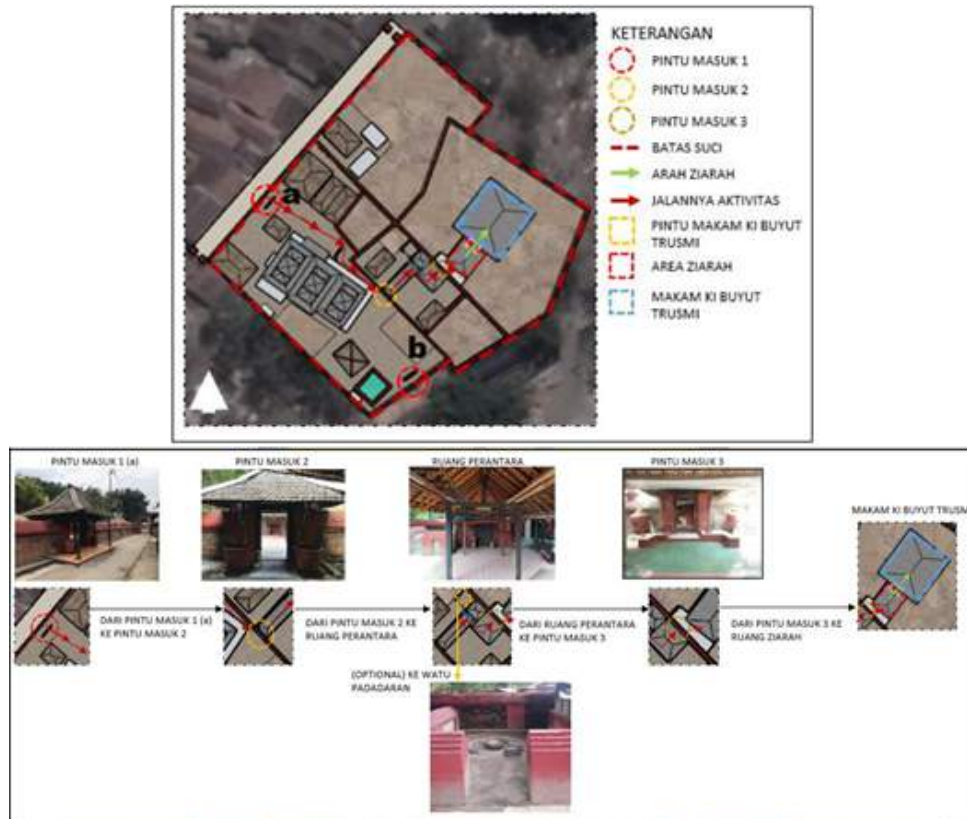 KETERANGAN
PINTU MASUK 1
PINTU MASUK 2
PINTU MASUK 3
BATAS SUCI
ARAH ZIARAH
JALANNYA AKTIVITAS
PINTU MAKAM KI BUYUT
TRUSMI
AREA ZIARAH
MAKAM KI BUYUT
TRUSMI
a
b
PINTU MASUK 1 (a)
PINTU MASUK 2
RUANG PERANTARA
PINTU MASUK 3
MAKAM KI BUYUT TRUSM
DARI PINTU MASUK 1 (a)
KE PINTU MASUK 2
DARI PINTU MASUK 2 KE
RUANG PERANTARA
DARI RUANG PERANTARA
KE PINTU MASUK 3
DARI PINTU MASUK 3 KE
RUANG ZIARAH
(OPTIONAL) KE WATU
PADADARAN